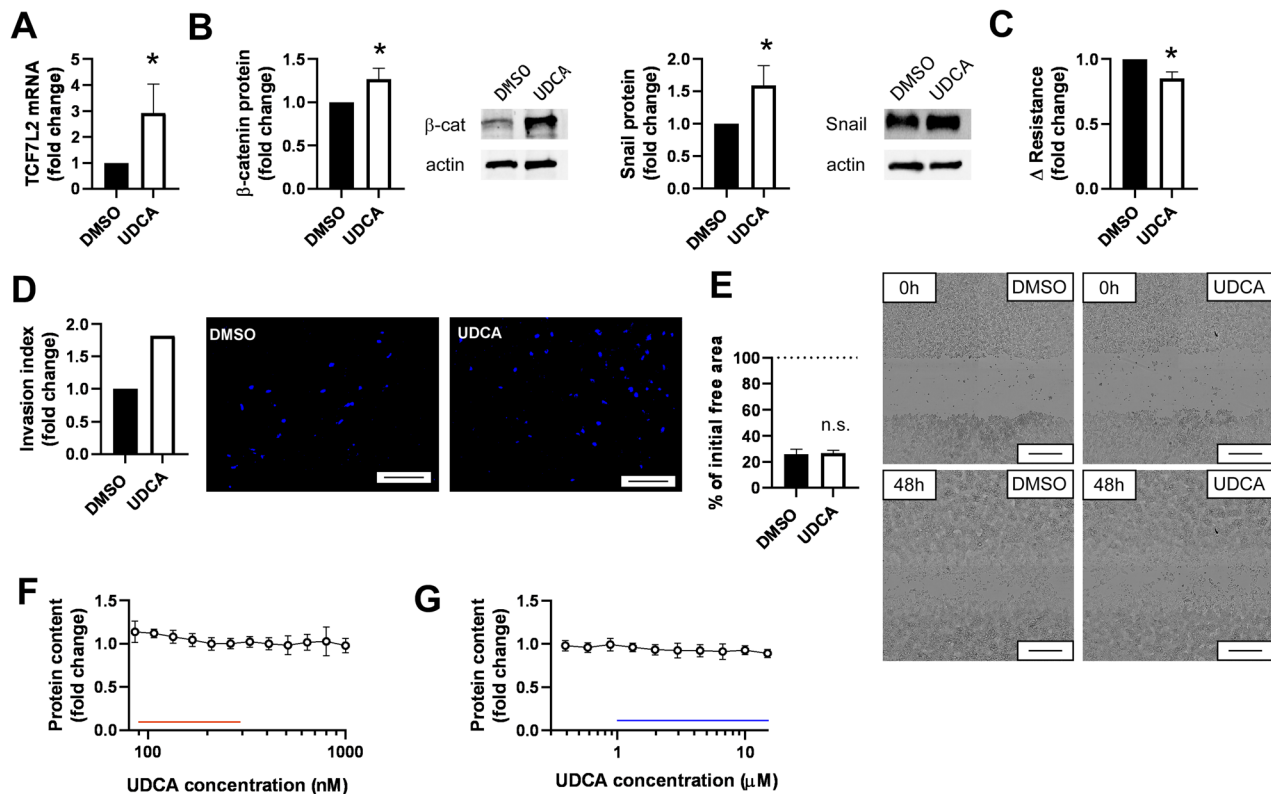 A
TCF7L2 mRNA
(fold change)
5
4
3
2
1
0
*
DMSO
UDCA
B
β-catenin protein
(fold change)
1.5
1.0
0.5
0.0
*
DMSO
UDCA
DMSO
UDCA
β-cat
actin
Snail protein
(fold change)
2.0
1.5
1.0
0.5
0.0
*
DMSO
UDCA
DMSO
UDCA
Snail
actin
C
Δ Resistance
(fold change)
1.0
0.5
0.0
*
DMSO
UDCA
D
Invasion index
(fold change)
2.0
1.5
1.0
0.5
0.0
DMSO
UDCA
DMSO
UDCA
E
% of initial free area
100
80
60
40
20
0
n.s.
DMSO
UDCA
0h
DMSO
0h
UDCA
48h
DMSO
48h
UDCA
F
Protein content
(fold change)
1.5
1.0
0.5
0.0
100
1000
UDCA concentration (nM)
G
Protein content
(fold change)
1.5
1.0
0.5
0.0
1
10
UDCA concentration (μM)